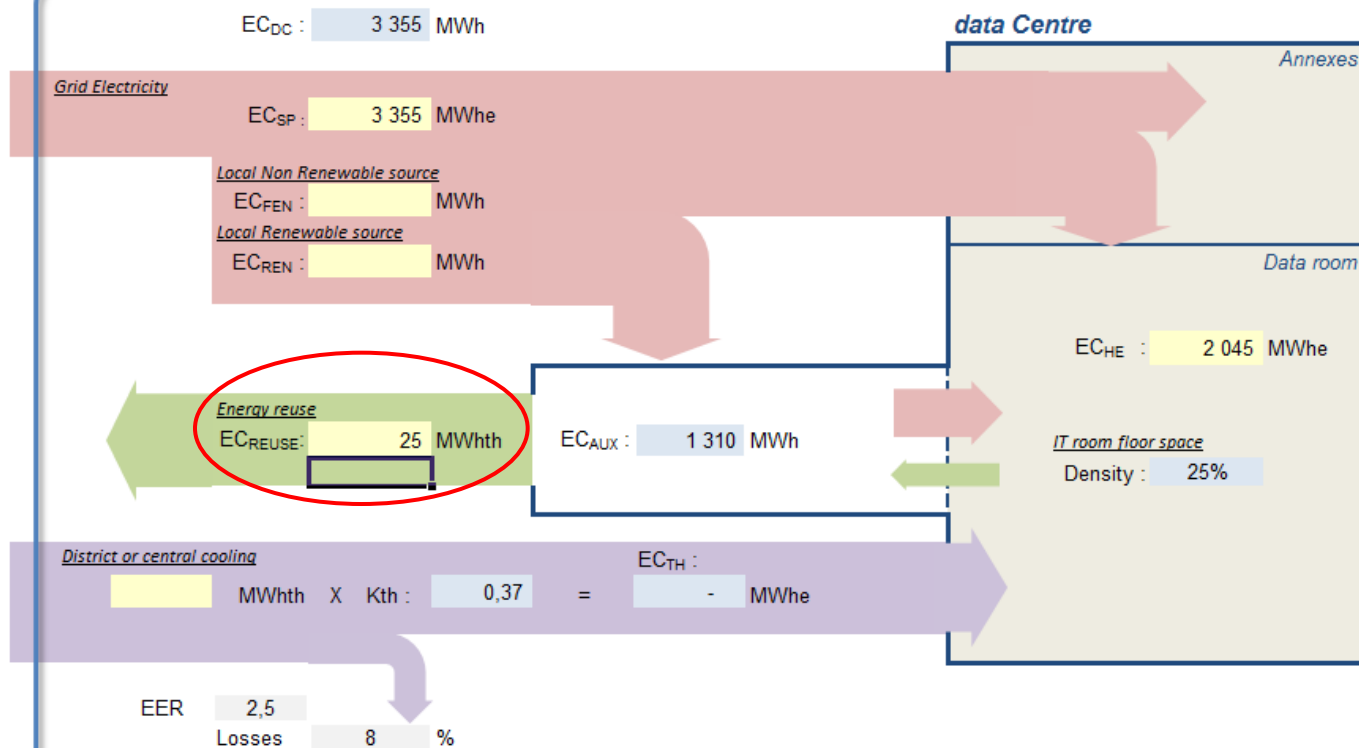 EC_DC : 3 355 MWh
data Centre
Annexes
Grid Electricity
EC_SP : 3 355 MWhe
Local Non Renewable source
EC_FEN : MWh
Local Renewable source
EC_REN : MWh
Data room
EC_HE : 2 045 MWhe
Energy reuse
EC_REUSE: 25 MWhth
EC_AUX : 1 310 MWh
IT room floor space
Density : 25%
District or central cooling
EC_TH :
MWhth X Kth : 0,37 = - MWhe
EER 2,5
Losses 8 %